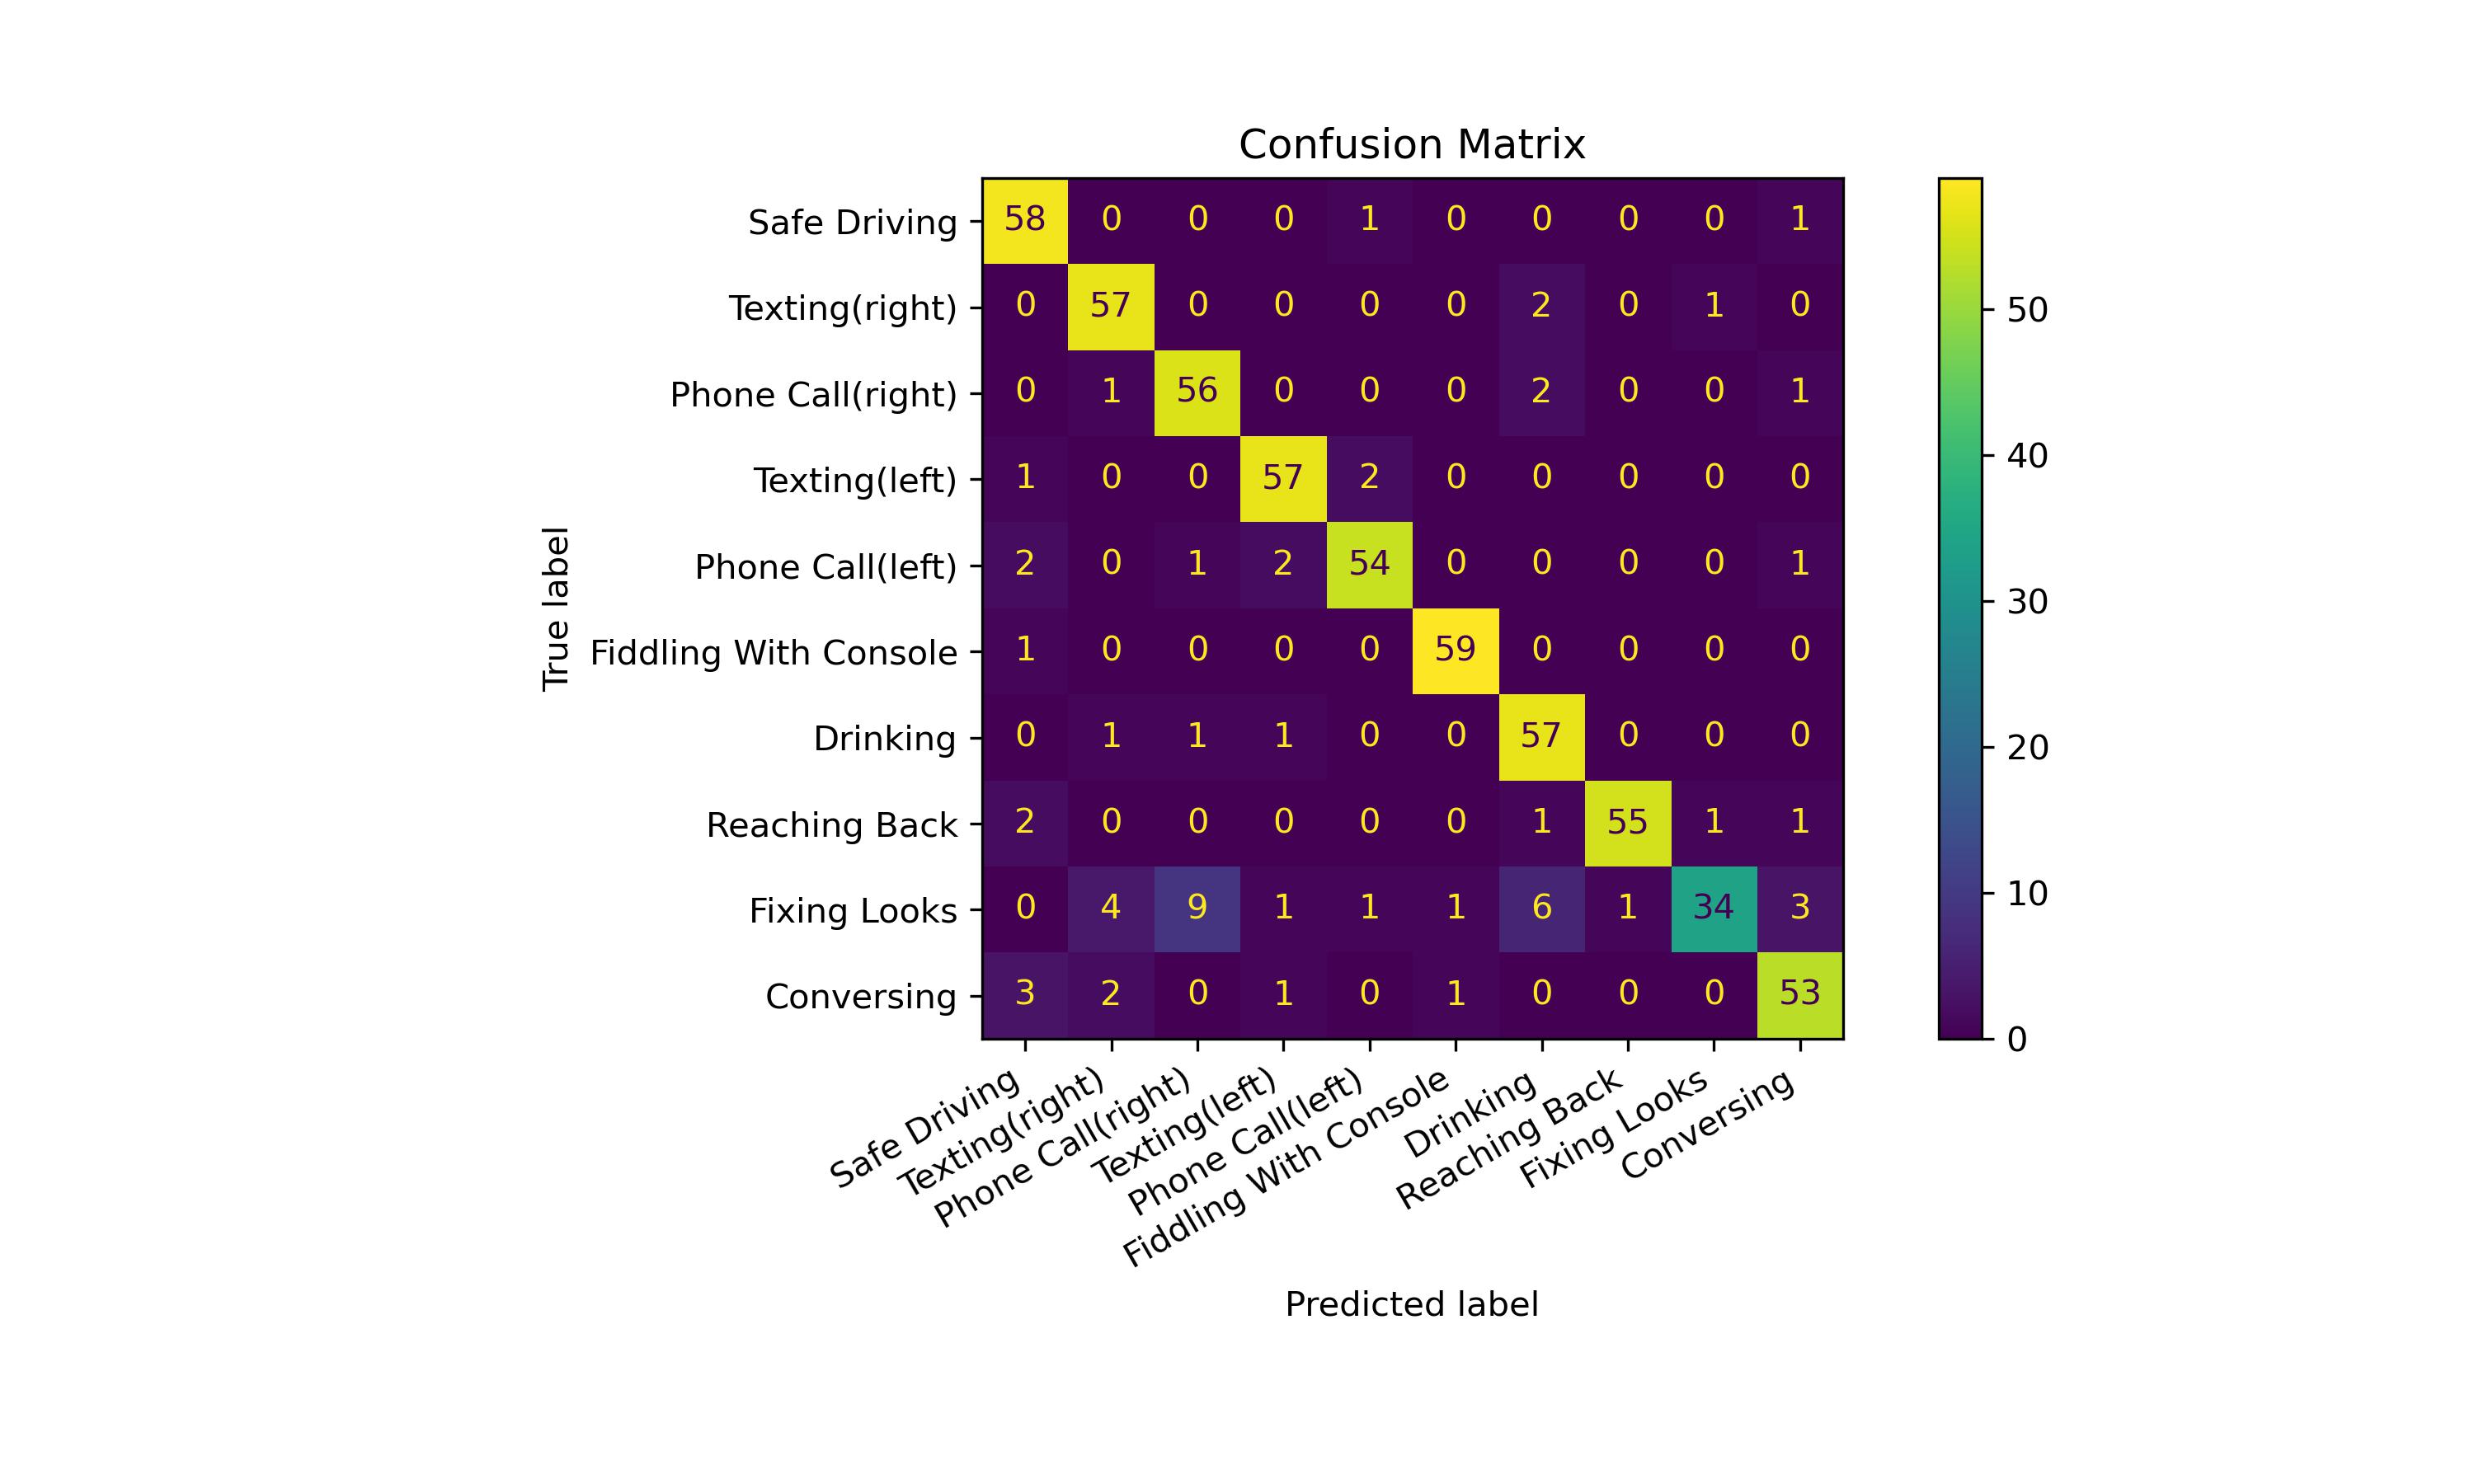 Confusion Matrix
Safe Driving 58 0 0 0 1 0 0 0 0 1
Texting(right) 0 57 0 0 0 0 2 0 1 0
Phone Call(right) 0 1 56 0 0 0 2 0 0 1
Texting(left) 1 0 0 57 2 0 0 0 0 0
Phone Call(left) 2 0 1 2 54 0 0 0 0 1
Fiddling With Console 1 0 0 0 0 59 0 0 0 0
Drinking 0 1 1 1 0 0 57 0 0 0
Reaching Back 2 0 0 0 0 0 1 55 1 1
Fixing Looks 0 4 9 1 1 1 6 1 34 3
Conversing 3 2 0 1 0 1 0 0 0 53
True label
Safe Driving
Texting(right)
Phone Call(right)
Texting(left)
Phone Call(left)
Fiddling With Console
Drinking
Reaching Back
Fixing Looks
Conversing
Predicted label
50
40
30
20
10
0